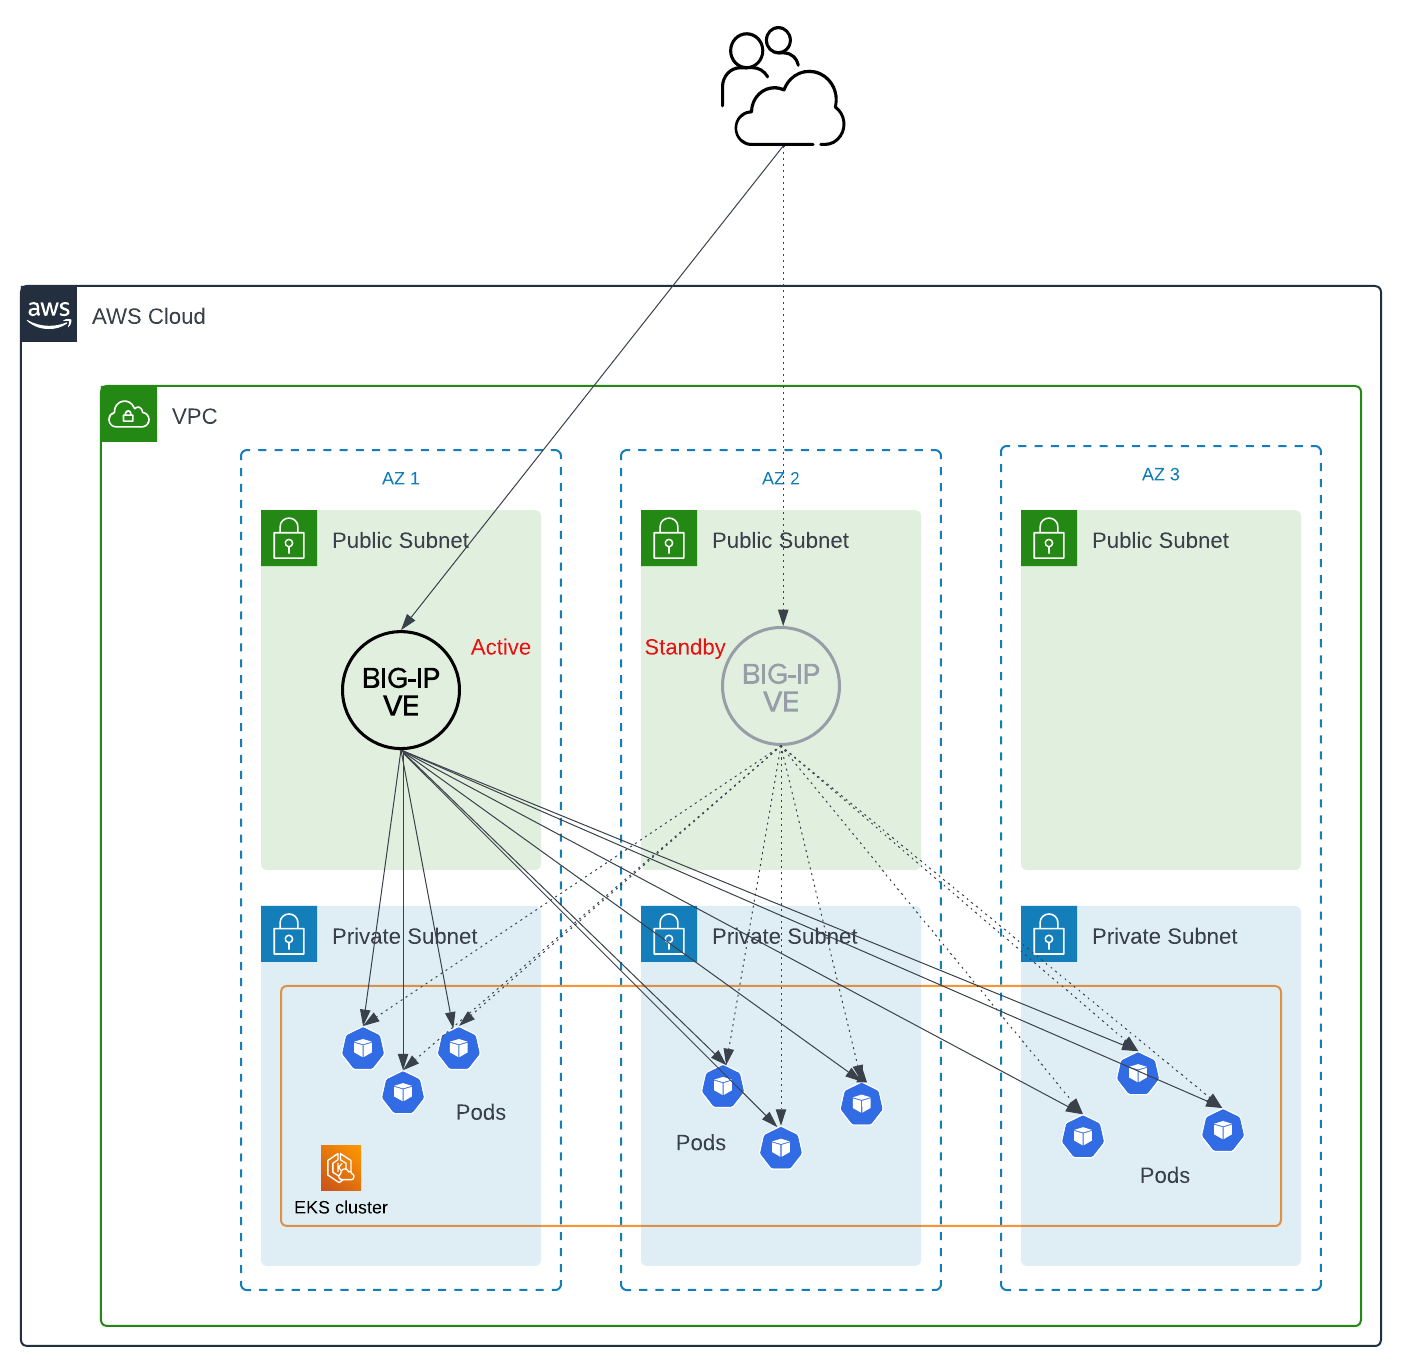 aws
AWS Cloud
VPC
AZ 1
AZ 2
AZ 3
Public Subnet
Public Subnet
Public Subnet
Active
Standby
BIG-IP
VE
BIG-IP
VE
Private Subnet
Private Subnet
Private Subnet
Pods
Pods
Pods
EKS cluster